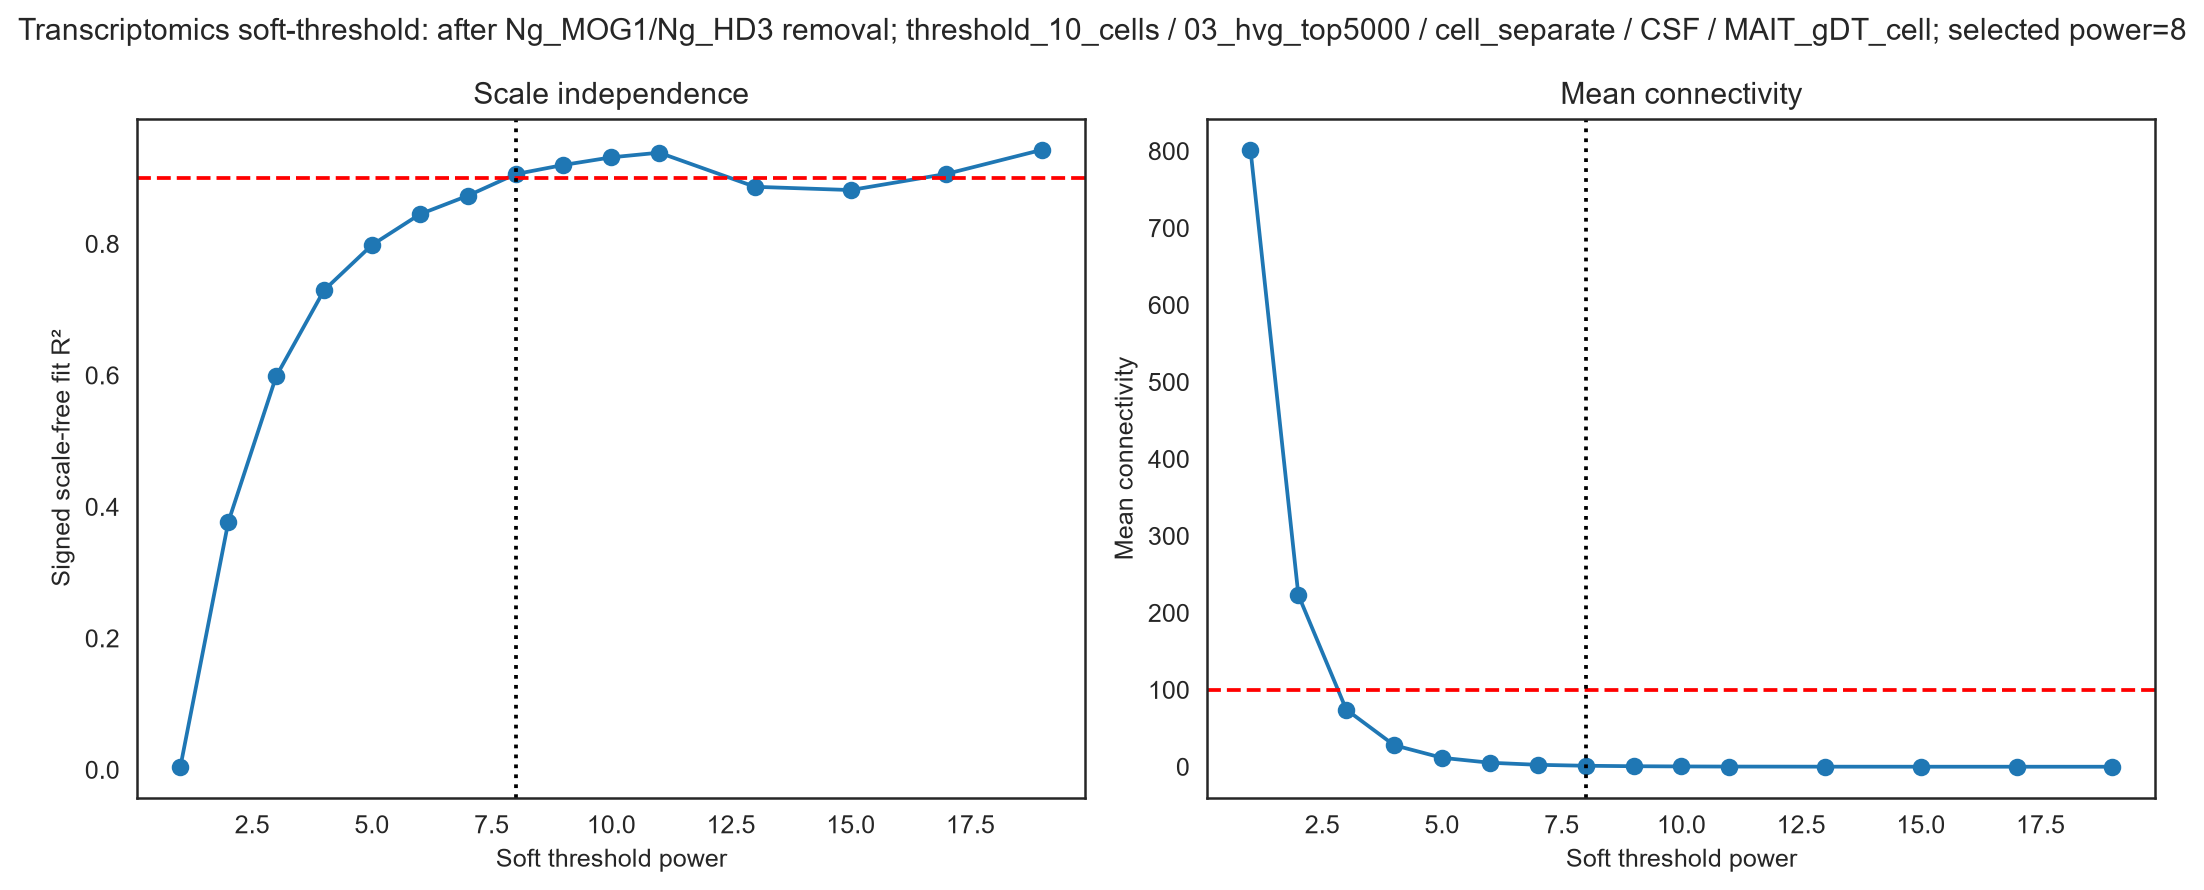 Transcriptomics soft-threshold: after Ng_MOG1/Ng_HD3 removal; threshold_10_cells / 03_hvg_top5000 / cell_separate / CSF / MAIT_gDT_cell; selected power=8
Scale independence
Signed scale-free fit R²
0.8
0.6
0.4
0.2
0.0
2.5 5.0 7.5 10.0 12.5 15.0 17.5
Soft threshold power
Mean connectivity
Mean connectivity
800
700
600
500
400
300
200
100
0
2.5 5.0 7.5 10.0 12.5 15.0 17.5
Soft threshold power